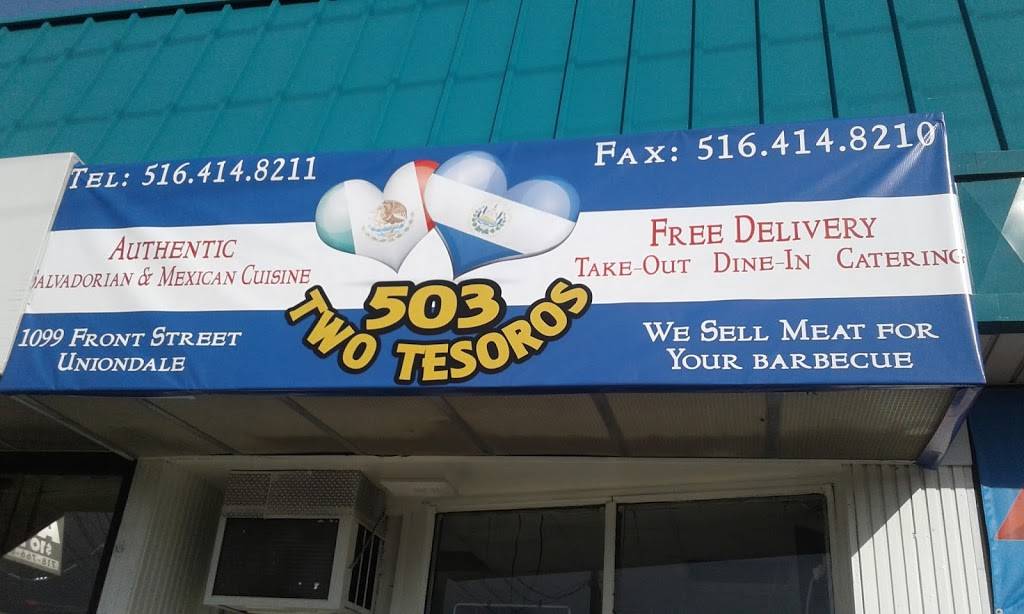 Tel: 516.414.8211
Fax: 516.414.8210
Authentic
Salvadorian & Mexican Cuisine
Free Delivery
Take-Out Dine-In Catering
503
Two Tesoros
1099 Front Street
Uniondale
We Sell Meat for
Your barbecue